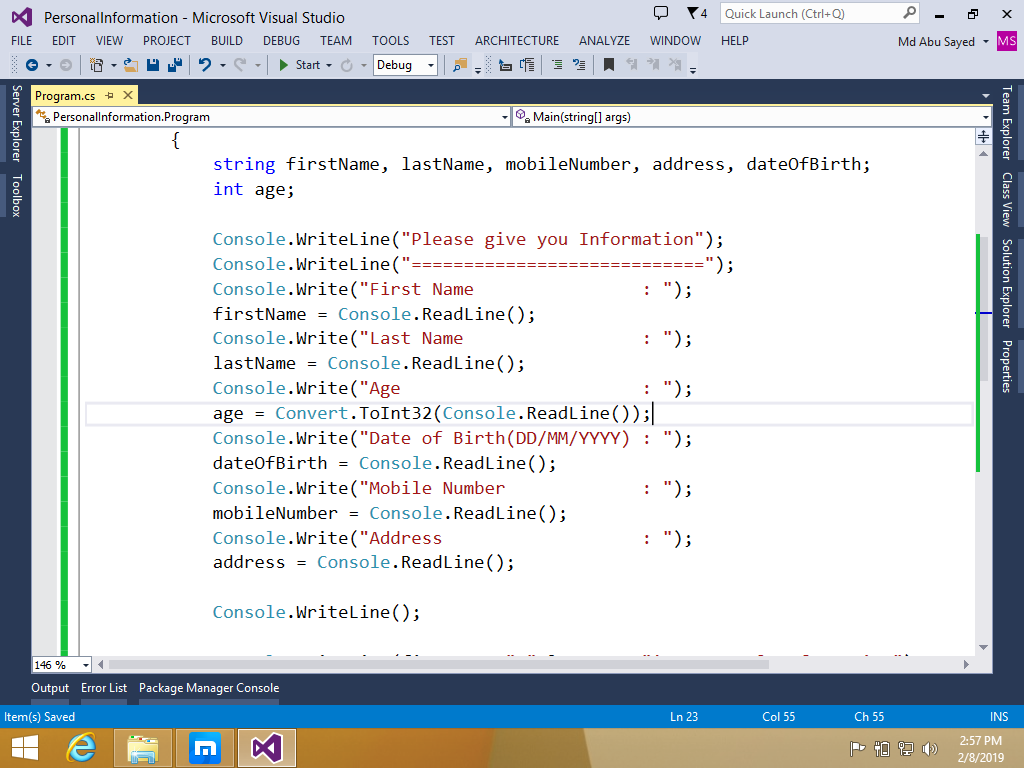 PersonalInformation - Microsoft Visual Studio
4
Quick Launch (Ctrl+Q)
FILE EDIT VIEW PROJECT BUILD DEBUG TEAM TOOLS TEST ARCHITECTURE ANALYZE WINDOW HELP
Md Abu Sayed MS
Start Debug
Server Explorer
Toolbox
Program.cs
PersonalInformation.Program
Main(string[] args)
{
string firstName, lastName, mobileNumber, address, dateOfBirth;
int age;
Console.WriteLine("Please give you Information");
Console.WriteLine("============================");
Console.Write("First Name                : ");
firstName = Console.ReadLine();
Console.Write("Last Name                 : ");
lastName = Console.ReadLine();
Console.Write("Age                       : ");
age = Convert.ToInt32(Console.ReadLine());
Console.Write("Date of Birth(DD/MM/YYYY) : ");
dateOfBirth = Console.ReadLine();
Console.Write("Mobile Number             : ");
mobileNumber = Console.ReadLine();
Console.Write("Address                   : ");
address = Console.ReadLine();
Console.WriteLine();
Team Explorer
Class View
Solution Explorer
Properties
146 %
Output Error List Package Manager Console
Item(s) Saved
Ln 23 Col 55 Ch 55 INS
2:57 PM
2/8/2019